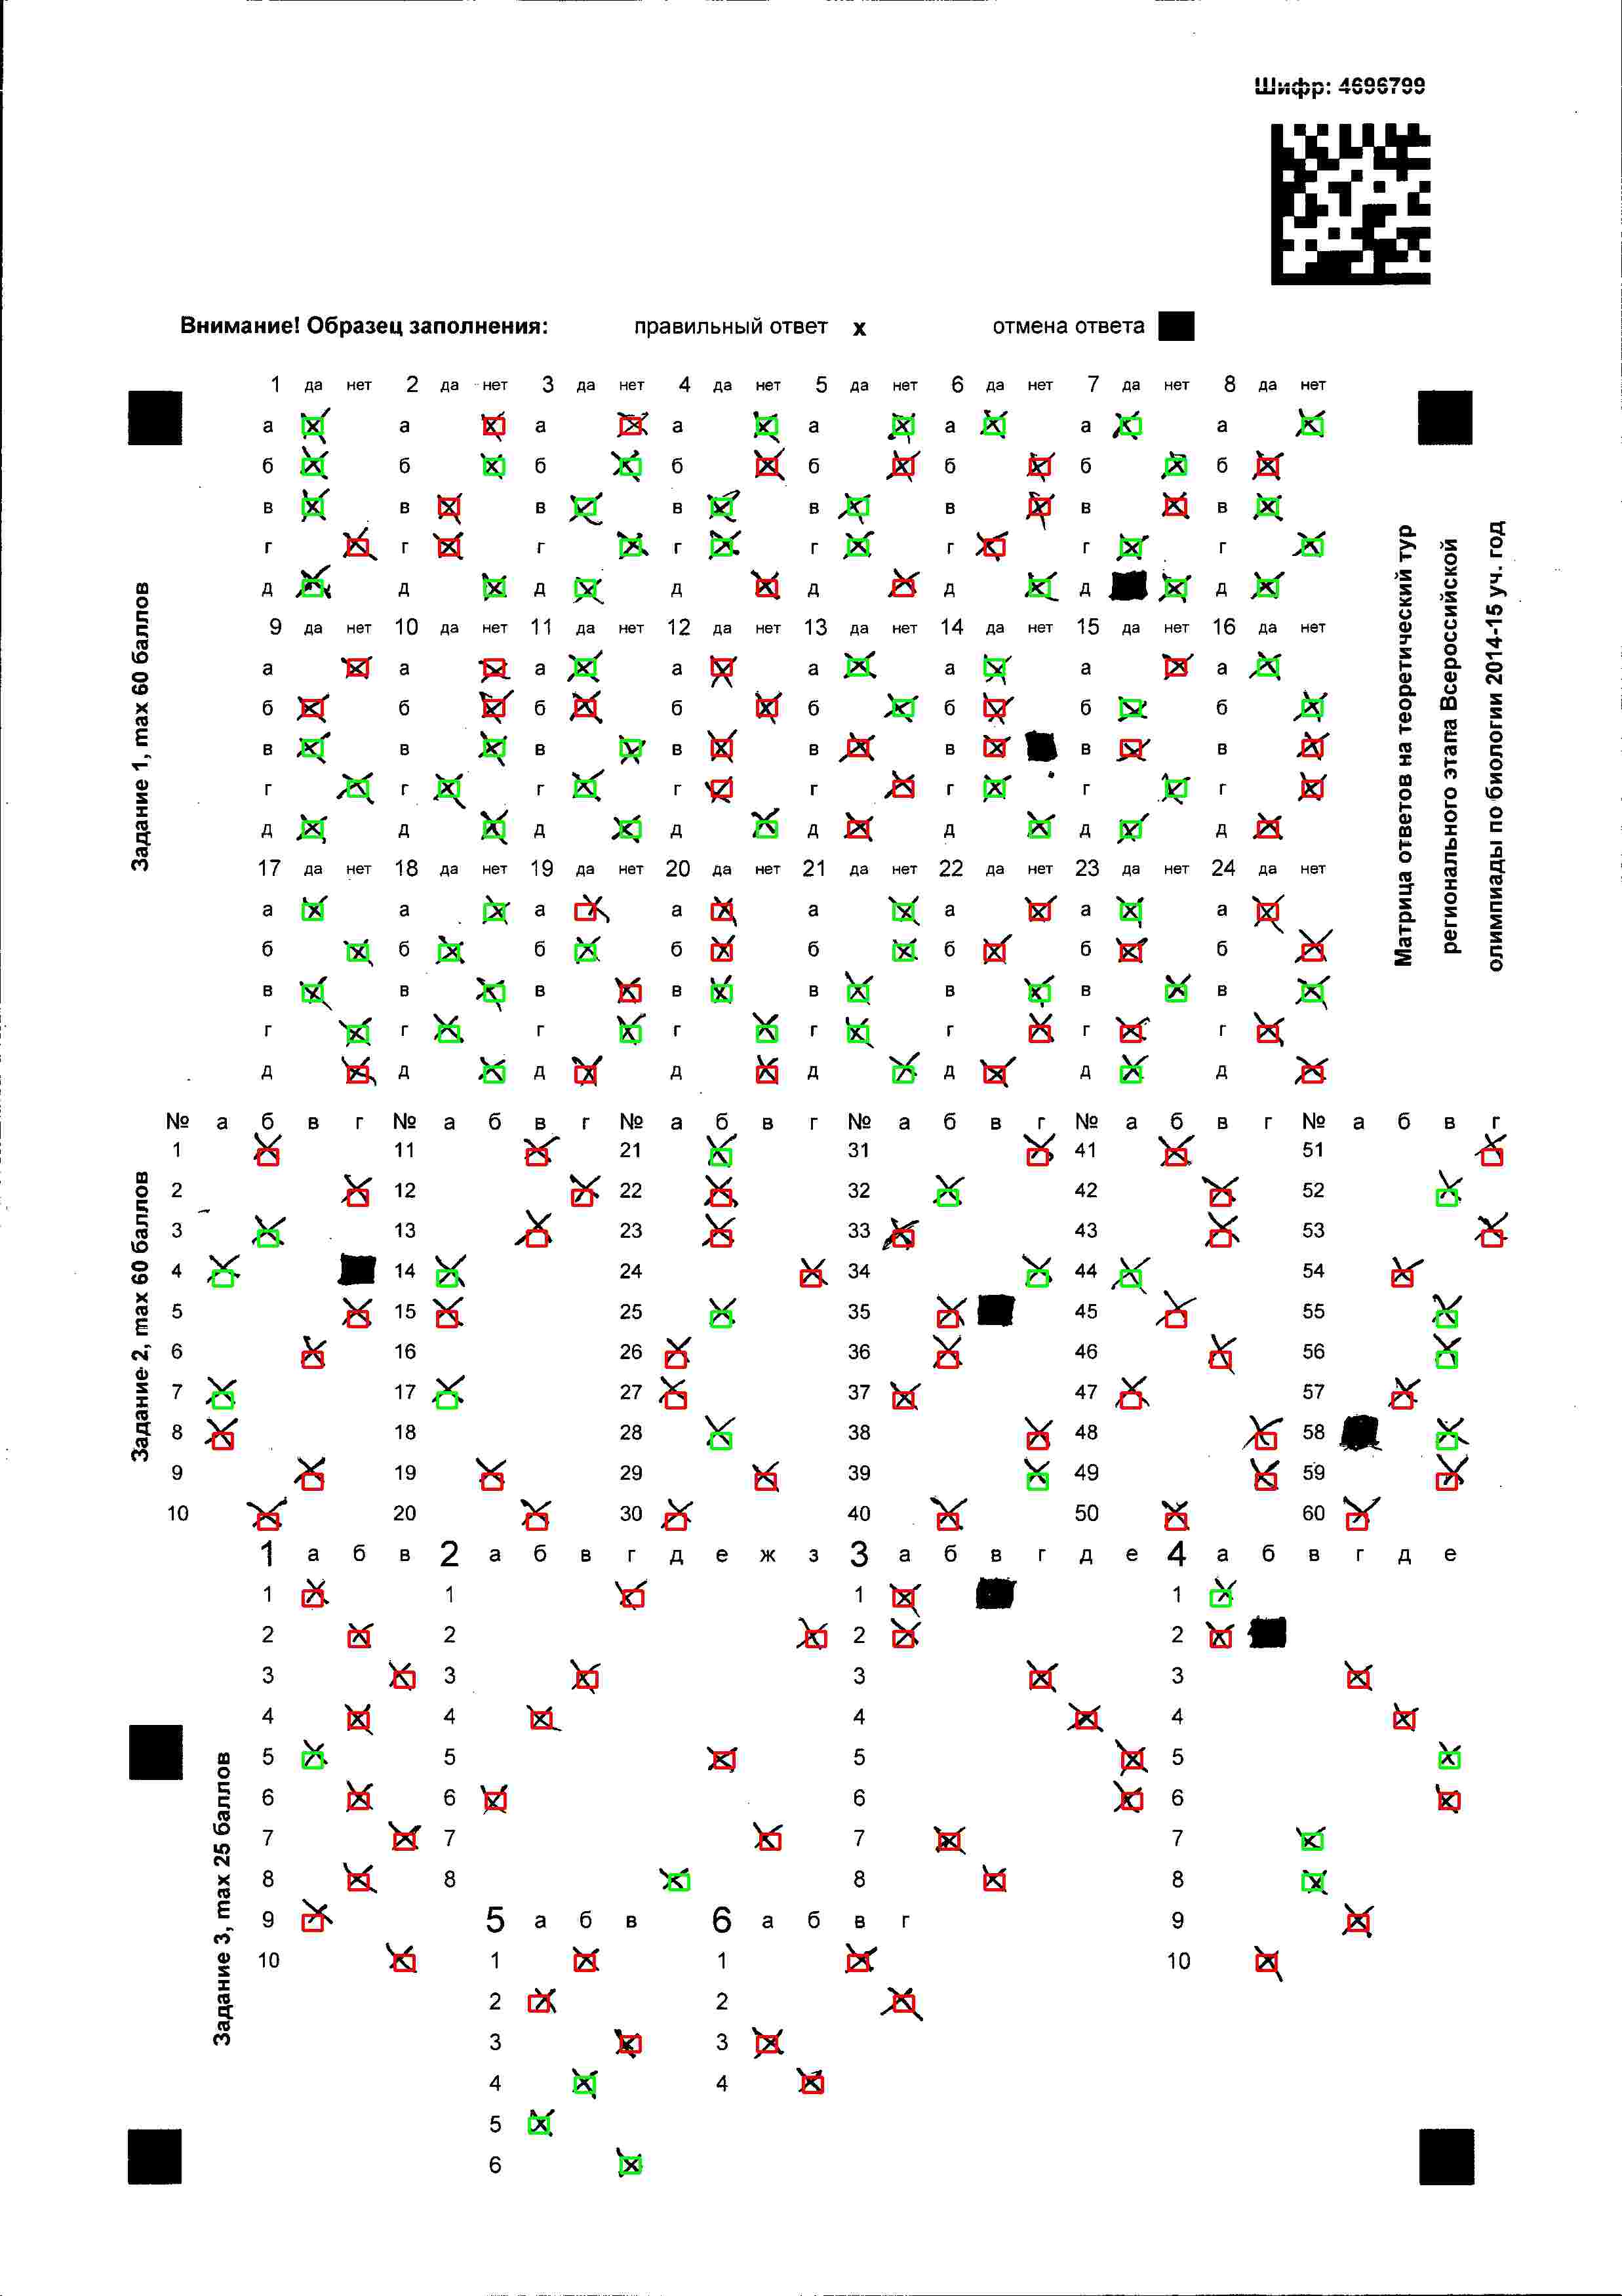 Шифр: 4696799
Внимание! Образец заполнения: правильный ответ х отмена ответа
Задание 1, max 60 баллов
1 да нет 2 да нет 3 да нет 4 да нет 5 да нет 6 да нет 7 да нет 8 да нет
а а а а а а а а
б б б б б б б б
в в в в в в в в
г г г г г г г г
д д д д д д д д
9 да нет 10 да нет 11 да нет 12 да нет 13 да нет 14 да нет 15 да нет 16 да нет
а а а а а а а а
б б б б б б б б
в в в в в в в в
г г г г г г г г
д д д д д д д д
17 да нет 18 да нет 19 да нет 20 да нет 21 да нет 22 да нет 23 да нет 24 да нет
а а а а а а а а
б б б б б б б б
в в в в в в в в
г г г г г г г г
д д д д д д д д
Матрица ответов на теоретический тур
регионального этапа Всероссийской
олимпиады по биологии 2014-15 уч. год
Задание 2, max 60 баллов
№ а б в г № а б в г № а б в г № а б в г № а б в г № а б в г
1 11 21 31 41 51
2 12 22 32 42 52
3 13 23 33 43 53
4 14 24 34 44 54
5 15 25 35 45 55
6 16 26 36 46 56
7 17 27 37 47 57
8 18 28 38 48 58
9 19 29 39 49 59
10 20 30 40 50 60
Задание 3, max 25 баллов
1 а б в 2 а б в г д е ж з 3 а б в г д е 4 а б в г д е
1 1 1 1
2 2 2 2
3 3 3 3
4 4 4 4
5 5 5 5
6 6 6 6
7 7 7 7
8 8 8 8
9 5 а б в 6 а б в г 9
10 1 1 10
2 2
3 3
4 4
5
6